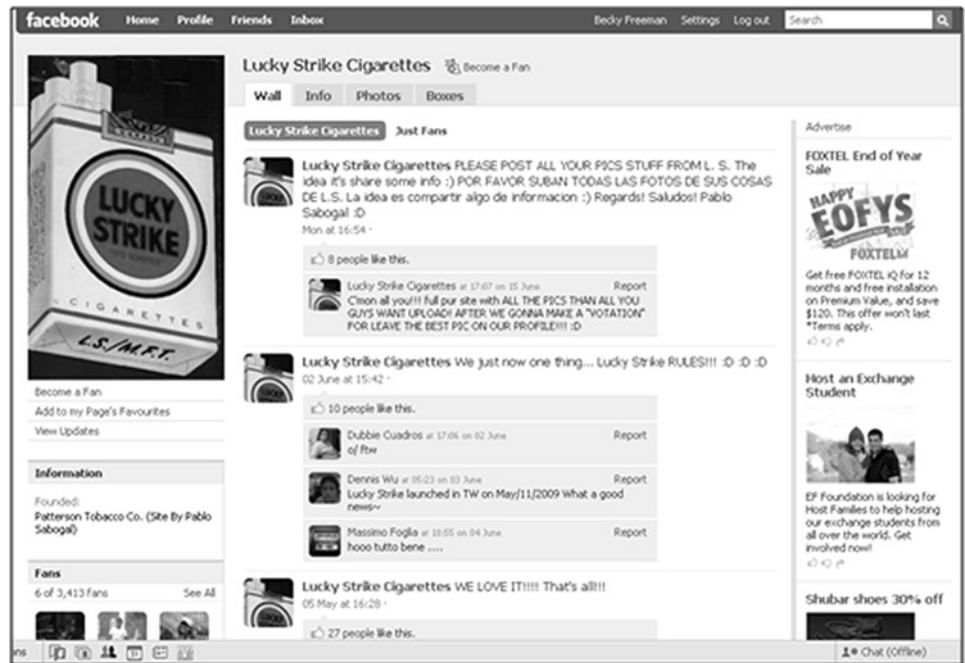 facebook Home Profile Friends Inbox Becky Freeman Settings Log out Search
LUCKY
STRIKE
"IT'S TOASTED"
CIGARETTES
L.S./M.F.T.
Become a Fan
Add to my Page's Favourites
View Updates
Information
Founded:
Patterson Tobacco Co. (Site By Pablo
Sabogal)
Fans
6 of 3,413 fans See All
Lucky Strike Cigarettes Become a Fan
Wall Info Photos Boxes
Lucky Strike Cigarettes Just Fans
Lucky Strike Cigarettes PLEASE POST ALL YOUR PICS STUFF FROM L. S. The
idea it's share some info :) POR FAVOR SUBAN TODAS LAS FOTOS DE SUS COSAS
DE L.S. La idea es compartir algo de informacion :) Regards! Saludos! Pablo
Sabogal :D
Mon at 16:54 ·
8 people like this.
Lucky Strike Cigarettes at 17:07 on 15 June Report
C'mon all you!!! full pur site with ALL THE PICS THAN ALL YOU
GUYS WANT UPLOAD! AFTER WE GONNA MAKE A "VOTATION"
FOR LEAVE THE BEST PIC ON OUR PROFILE!!!! :D
Lucky Strike Cigarettes We just now one thing... Lucky Strike RULES!!! :D :D :D
02 June at 15:42 ·
10 people like this.
Dubbie Cuadros at 17:06 on 02 June Report
o/ ftw
Dennis Wu at 05:23 on 03 June Report
Lucky Strike launched in TW on May/11/2009 What a good
news~
Massimo Foglia at 18:55 on 04 June Report
hooo tutto bene ....
Lucky Strike Cigarettes WE LOVE IT!!!! That's all!!!
05 May at 16:28 ·
27 people like this.
Advertise
FOXTEL End of Year
Sale
HAPPY
EOFYS
FOXTEL
Get free FOXTEL iQ for 12
months and free installation
on Premium Value, and save
$120. This offer won't last
*Terms apply.
Host an Exchange
Student
EF Foundation is looking for
Host Families to help hosting
our exchange students from
all over the world. Get
involved now!
Shubar shoes 30% off
ns
31
Chat (Offline)